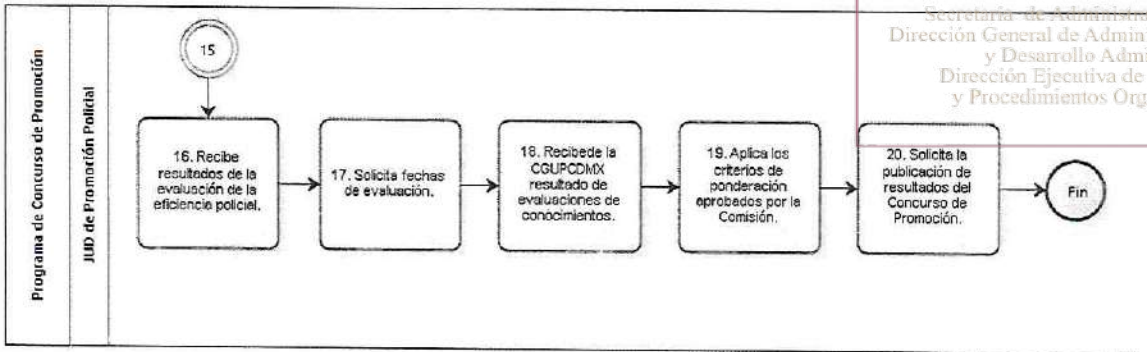 Secretaría de Administra
Dirección General de Admin
y Desarrollo Admi
Dirección Ejecutiva de
y Procedimientos Org
Programa de Concurso de Promoción
JUD de Promoción Policial
15
16. Recibe
resultados de la
evaluación de la
eficiencia policial.
17. Solicita fechas
de evaluación.
18. Recibede la
CGUPCDMX
resultado de
evaluaciones de
conocimientos.
19. Aplica los
criterios de
ponderación
aprobados por la
Comisión.
20. Solicita la
publicación de
resultados del
Concurso de
Promoción.
Fin